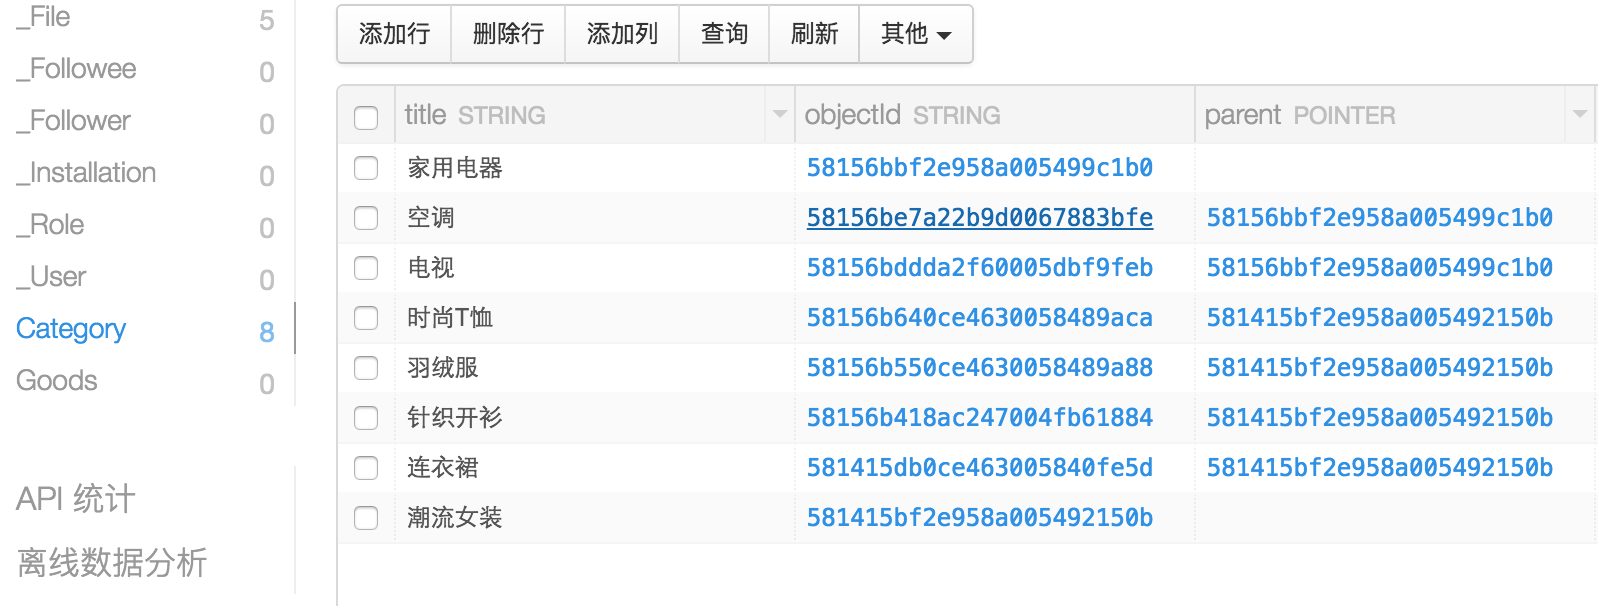 _File 5
_Followee 0
_Follower 0
_Installation 0
_Role 0
_User 0
Category 8
Goods 0
API 统计
离线数据分析
添加行 删除行 添加列 查询 刷新 其他
title STRING objectId STRING parent POINTER
家用电器 58156bbf2e958a005499c1b0
空调 58156be7a22b9d0067883bfe 58156bbf2e958a005499c1b0
电视 58156bddda2f60005dbf9feb 58156bbf2e958a005499c1b0
时尚T恤 58156b640ce4630058489aca 581415bf2e958a005492150b
羽绒服 58156b550ce4630058489a88 581415bf2e958a005492150b
针织开衫 58156b418ac247004fb61884 581415bf2e958a005492150b
连衣裙 581415db0ce463005840fe5d 581415bf2e958a005492150b
潮流女装 581415bf2e958a005492150b